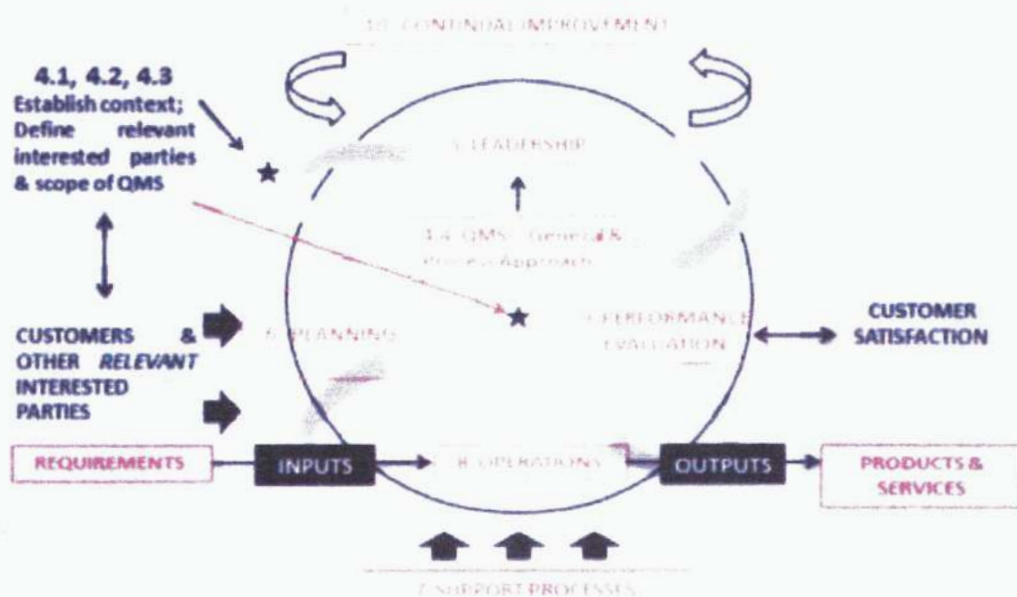 10. CONTINUAL IMPROVEMENT
4.1, 4.2, 4.3
Establish context;
Define relevant
interested parties
& scope of QMS
5. LEADERSHIP
4.4 QMS - General &
Process Approach
CUSTOMERS &
OTHER RELEVANT
INTERESTED
PARTIES
6. PLANNING
9. PERFORMANCE
EVALUATION
CUSTOMER
SATISFACTION
REQUIREMENTS
INPUTS
8. OPERATIONS
OUTPUTS
PRODUCTS &
SERVICES
7. SUPPORT PROCESSES